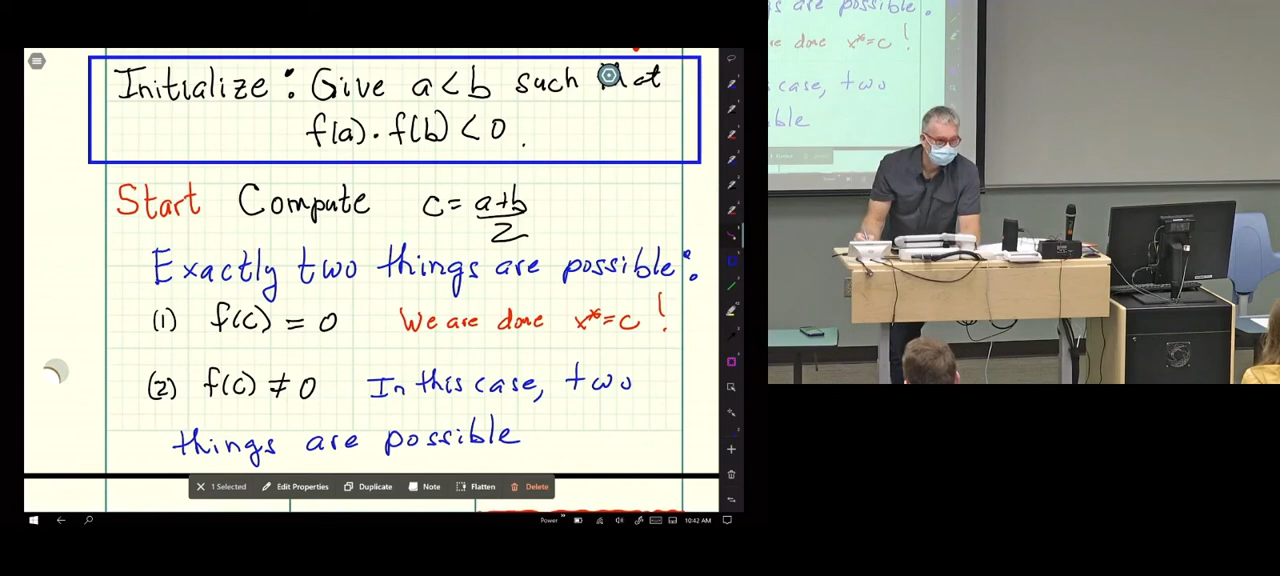 Initialize: Give a < b such that
f(a) · f(b) < 0.
Start Compute c = a+b
2
Exactly two things are possible:
(1) f(c) = 0 We are done x* = c !
(2) f(c) ≠ 0 In this case, two
things are possible
1 Selected Edit Properties Duplicate Note Flatten Delete
Power 10:42 AM
are possible.
are done x* = c !
case, two